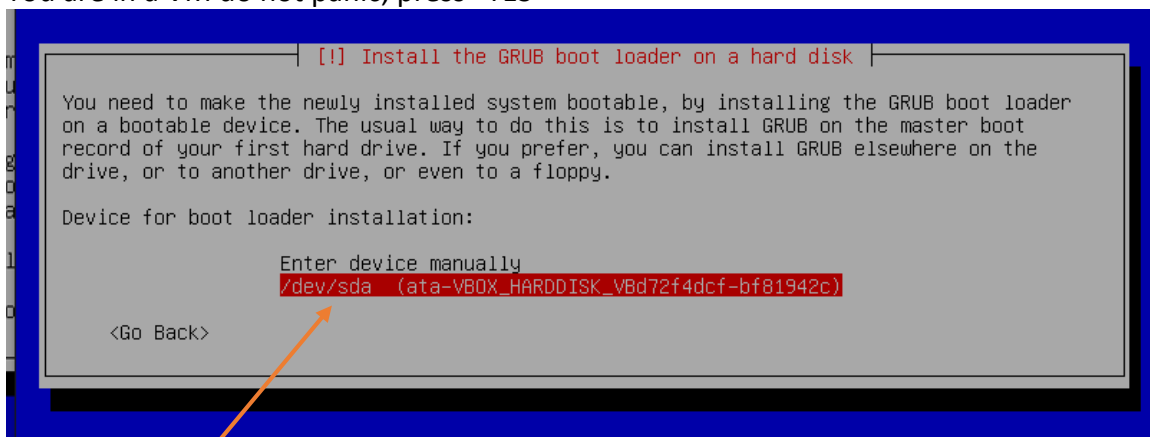 [!] Install the GRUB boot loader on a hard disk
You need to make the newly installed system bootable, by installing the GRUB boot loader
on a bootable device. The usual way to do this is to install GRUB on the master boot
record of your first hard drive. If you prefer, you can install GRUB elsewhere on the
drive, or to another drive, or even to a floppy.
Device for boot loader installation:
Enter device manually
/dev/sda (ata-VBOX_HARDDISK_VBd72f4dcf-bf81942c)
<Go Back>